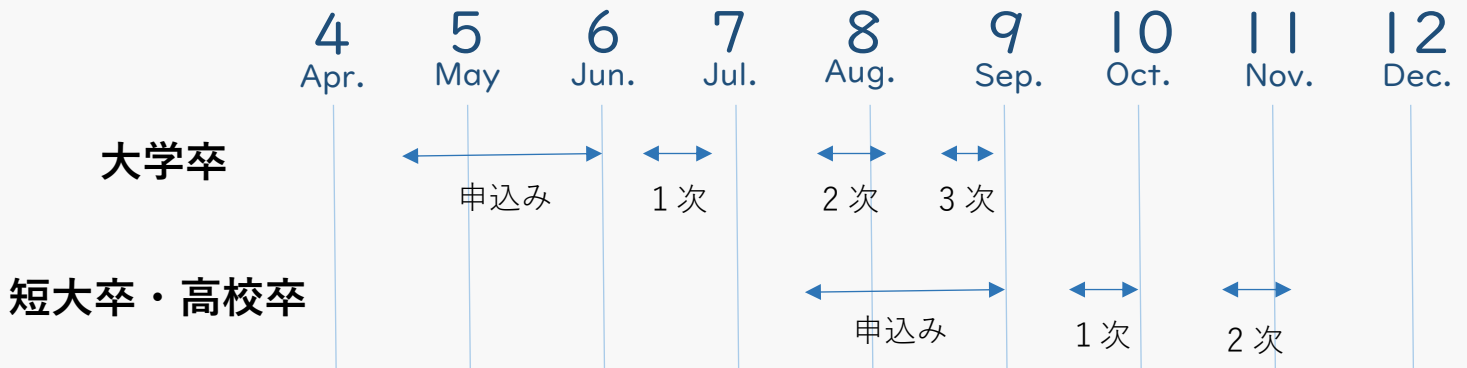 4 5 6 7 8 9 10 11 12
Apr. May Jun. Jul. Aug. Sep. Oct. Nov. Dec.
大学卒
申込み 1次 2次 3次
短大卒・高校卒
申込み 1次 2次